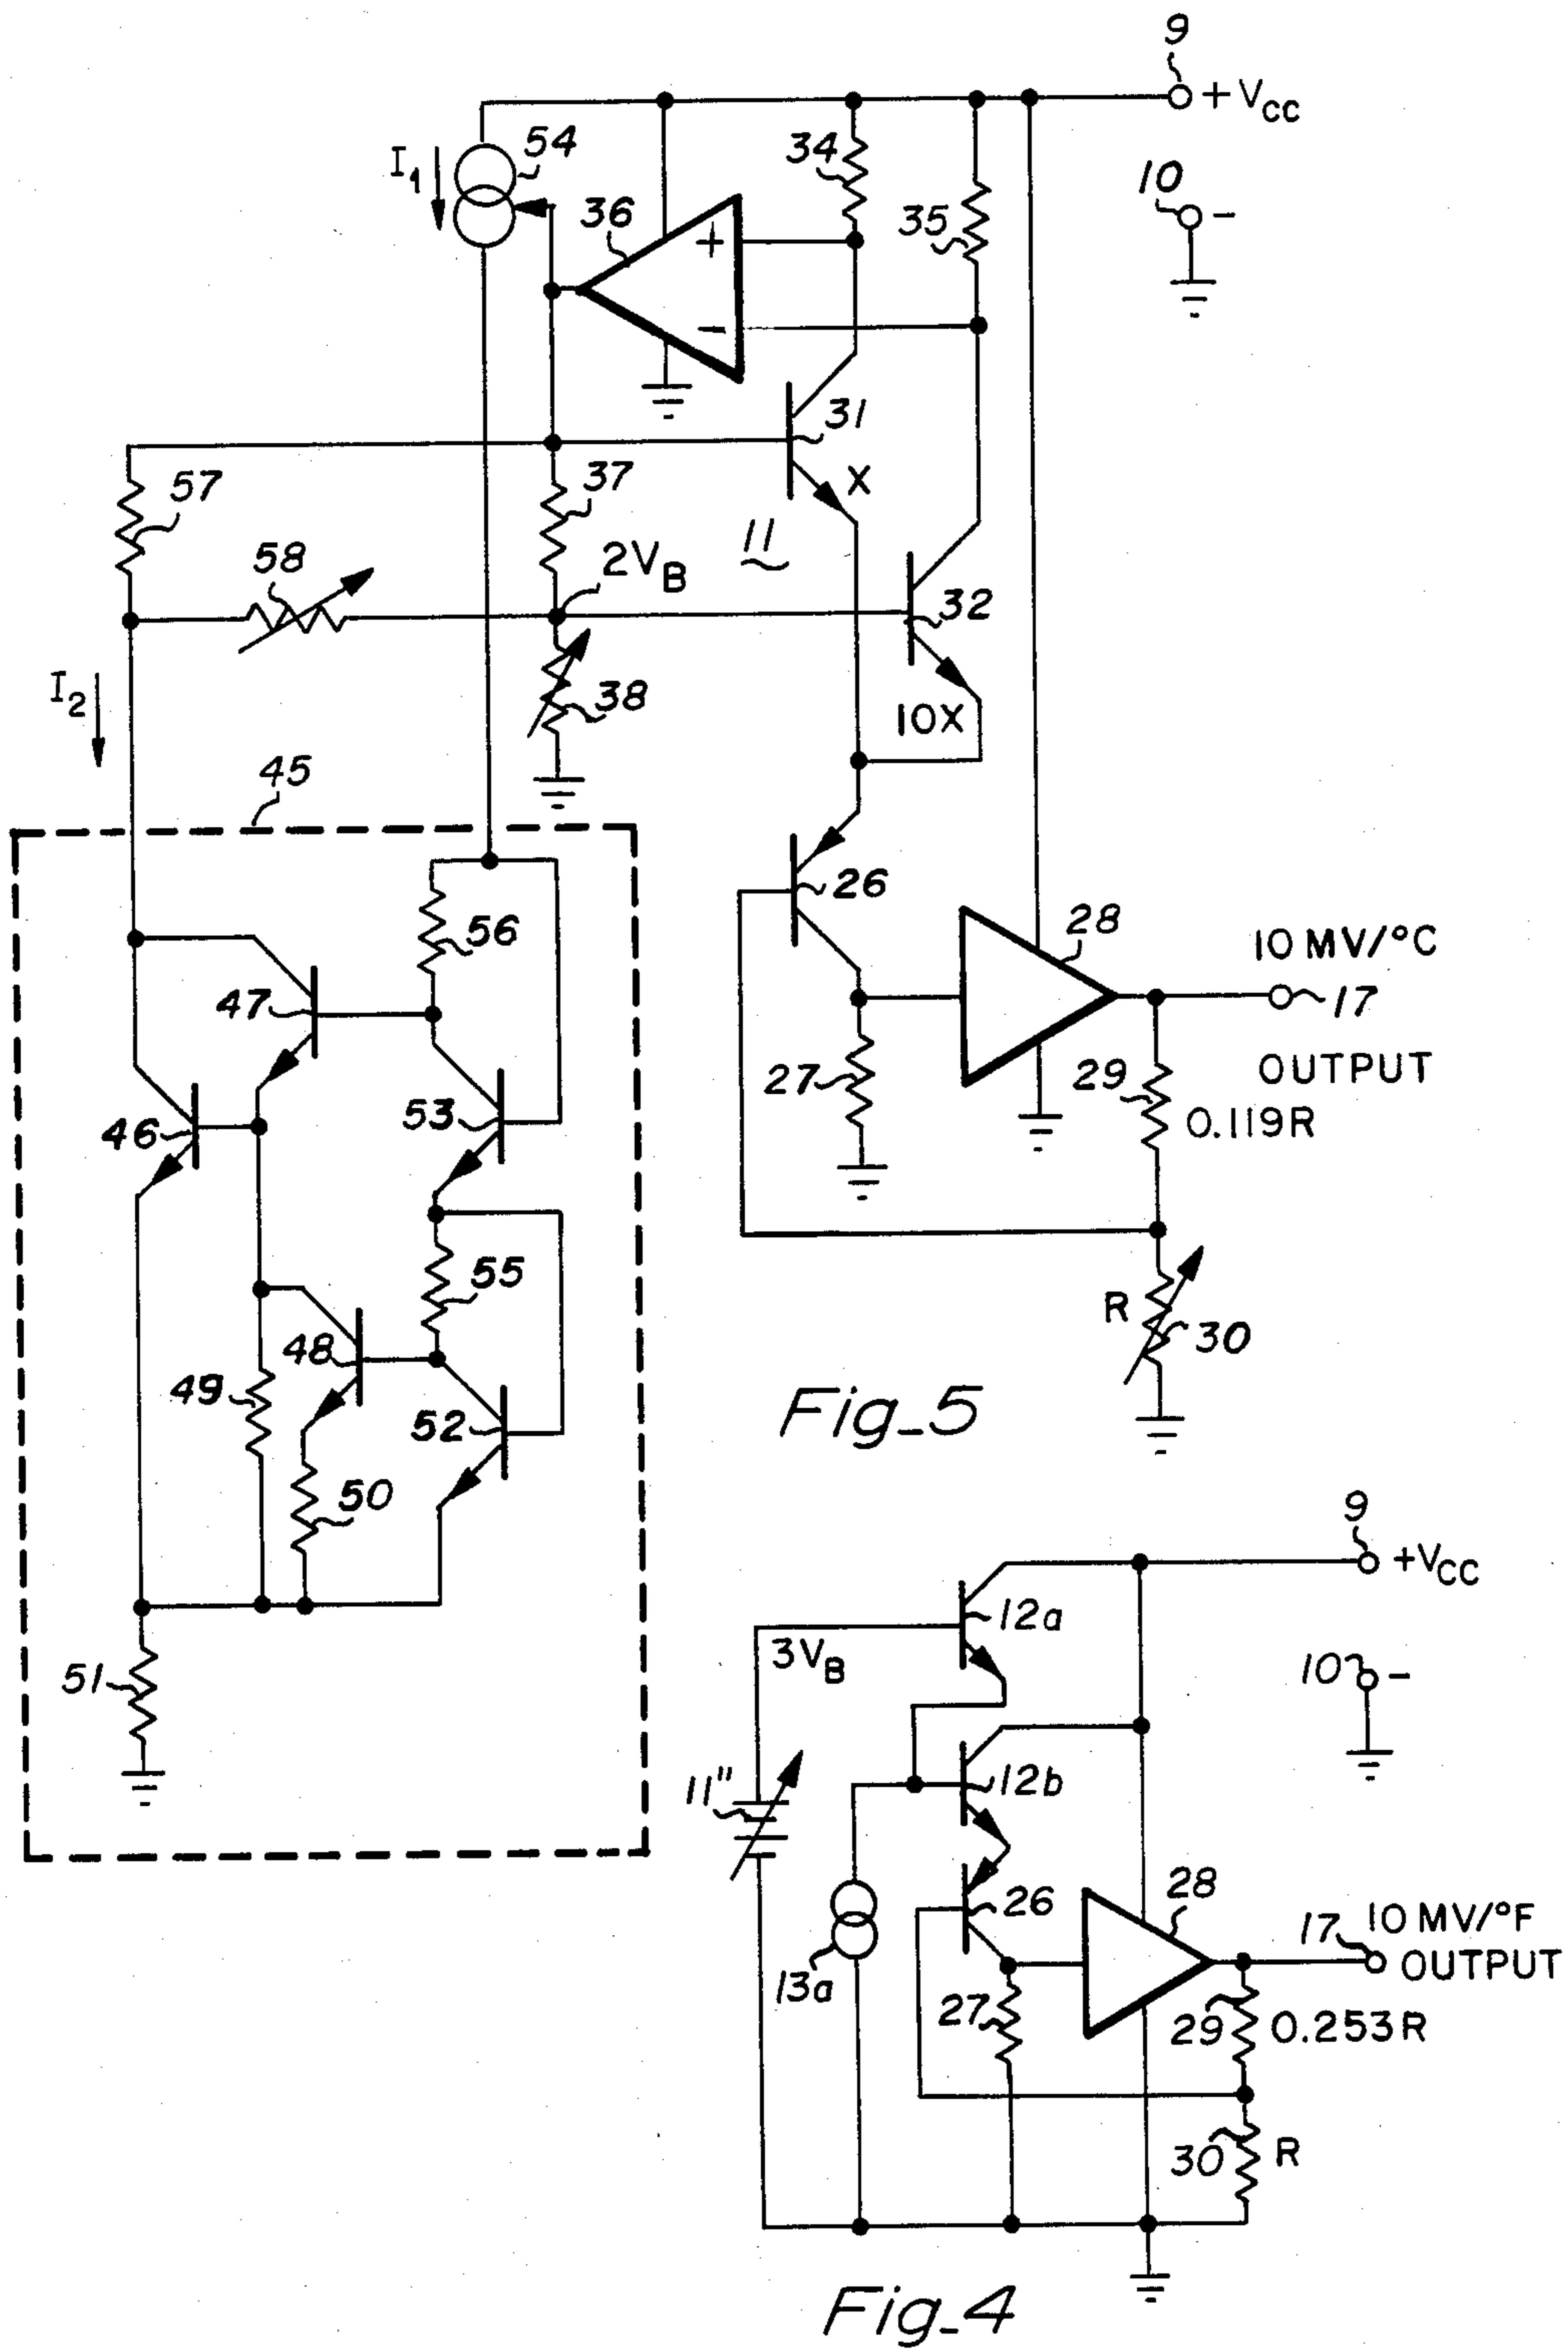 9
+VCC
54
I1
34
10
-
36
35
+
-
31
57
37
X
11
58
2VB
32
I2
38
10X
45
26
56
28
10 MV/°C
47
17
27
29
OUTPUT
53
0.119R
46
55
R
30
48
49
52
Fig_5
50
9
+VCC
12a
3VB
51
10
-
11"
12b
26
28
17
10 MV/°F
OUTPUT
13a
27
29
0.253R
30
R
Fig_4